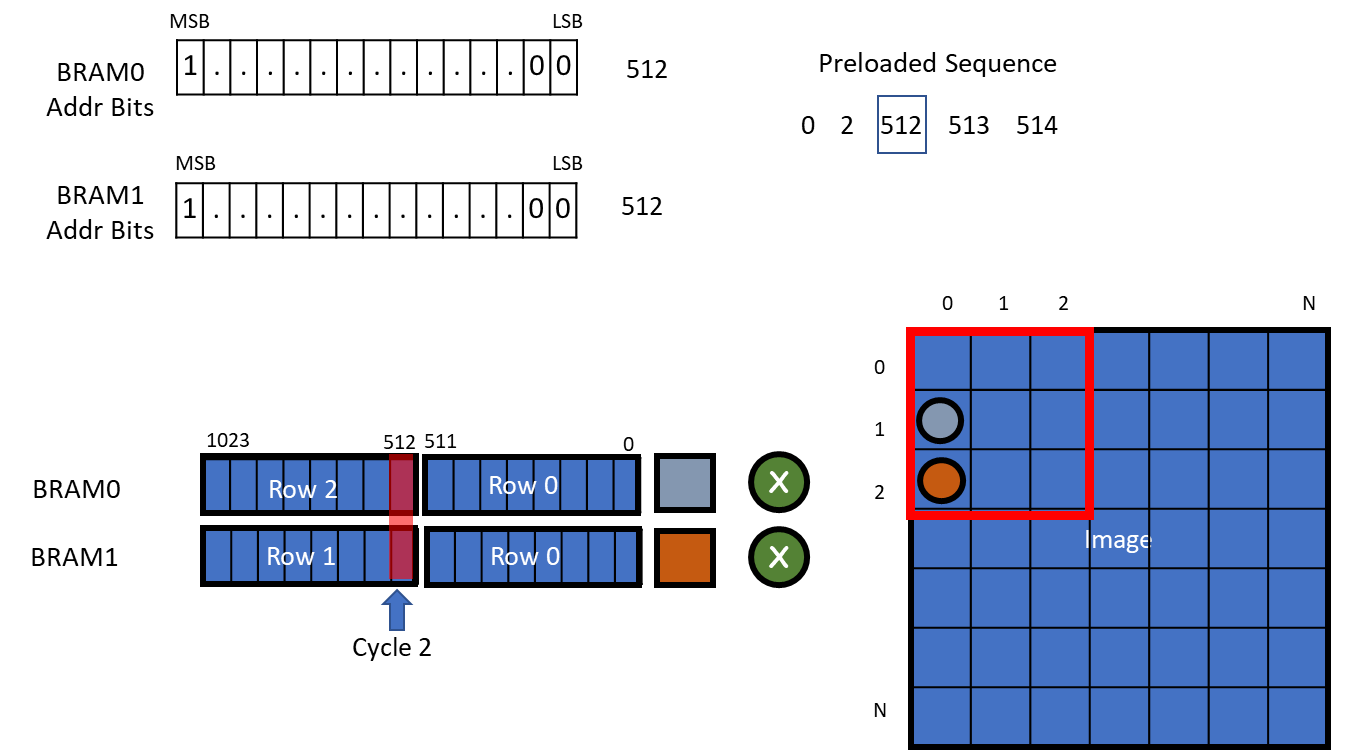 MSB LSB
BRAM0 Addr Bits
1 . . . . . . . . . . . . 0 0
512
Preloaded Sequence
0 2 512 513 514
MSB LSB
BRAM1 Addr Bits
1 . . . . . . . . . . . . 0 0
512
1023 512 511 0
BRAM0 Row 2 Row 0 X
BRAM1 Row 1 Row 0 X
Cycle 2
0 1 2 N
0
1
2
Image
N